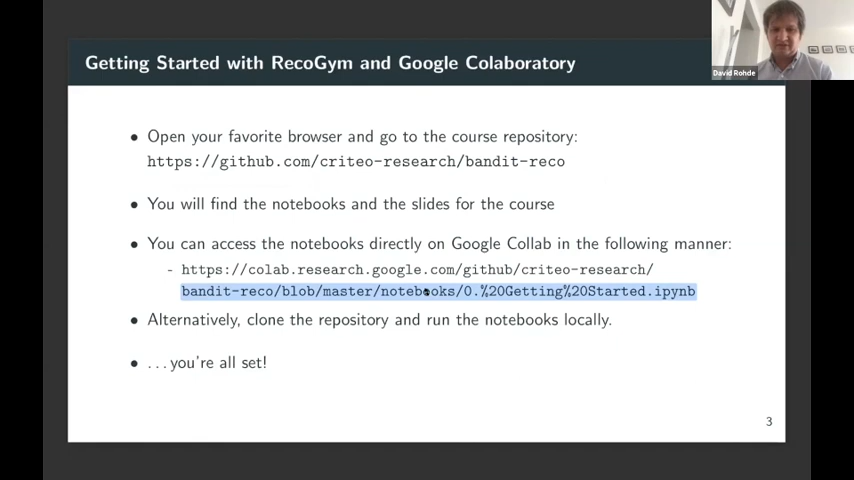 Getting Started with RecoGym and Google Colaboratory
David Rohde
• Open your favorite browser and go to the course repository:
https://github.com/criteo-research/bandit-reco
• You will find the notebooks and the slides for the course
• You can access the notebooks directly on Google Collab in the following manner:
- https://colab.research.google.com/github/criteo-research/
bandit-reco/blob/master/notebooks/0.%20Getting%20Started.ipynb
• Alternatively, clone the repository and run the notebooks locally.
• ...you're all set!
3